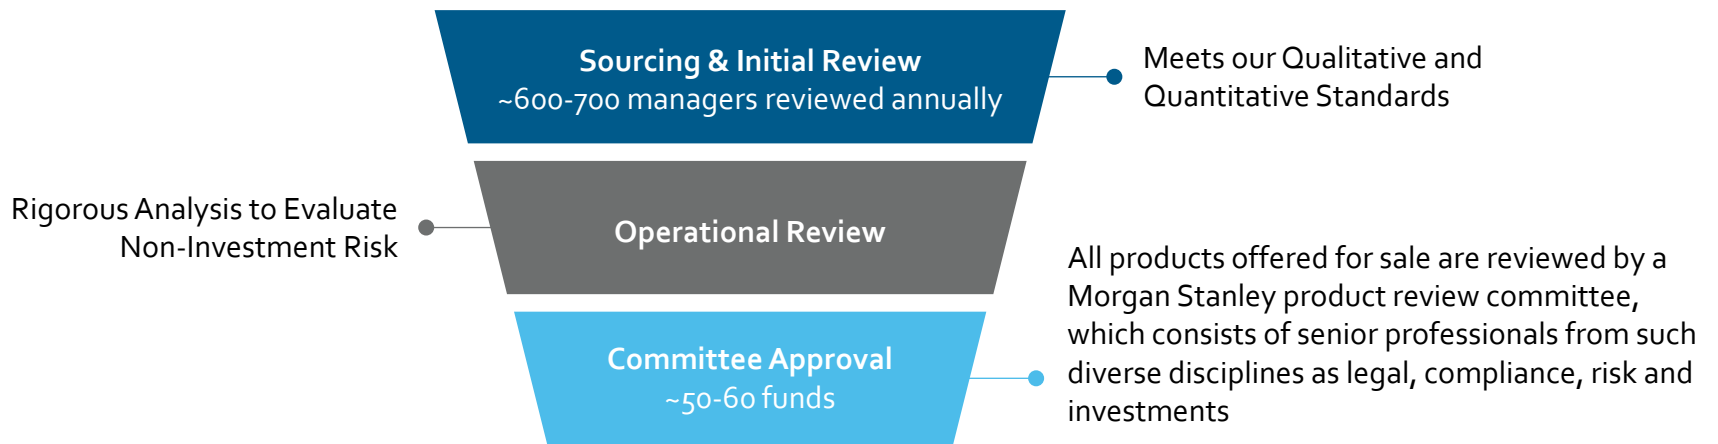 Sourcing & Initial Review
~600-700 managers reviewed annually
Meets our Qualitative and
Quantitative Standards
Rigorous Analysis to Evaluate
Non-Investment Risk
Operational Review
Committee Approval
~50-60 funds
All products offered for sale are reviewed by a
Morgan Stanley product review committee,
which consists of senior professionals from such
diverse disciplines as legal, compliance, risk and
investments